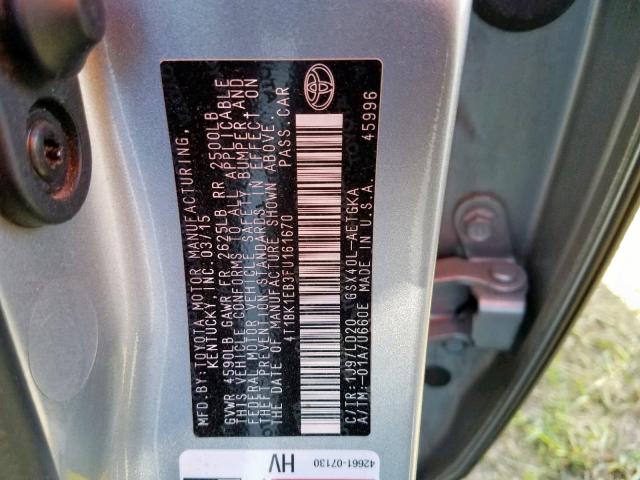 MFD.BY:TOYOTA MOTOR MANUFACTURING,
KENTUCKY, INC.03/15
GVWR 4590LB GAWR FR 2625LB RR 2500LB
THIS VEHICLE CONFORMS TO ALL APPLICABLE
FEDERAL MOTOR VEHICLE SAFETY, BUMPER AND
THEFT PREVENTION STANDARDS IN EFFECT ON
THE DATE OF MANUFACTURE SHOWN ABOVE.
4T1BK1EB3FU161670 PASS. CAR
C/TR:1J9/LD20 GSX40L-AETGKA
A/TM:-01A/U660E MADE IN U.S.A. 45996
HV
42661-07130